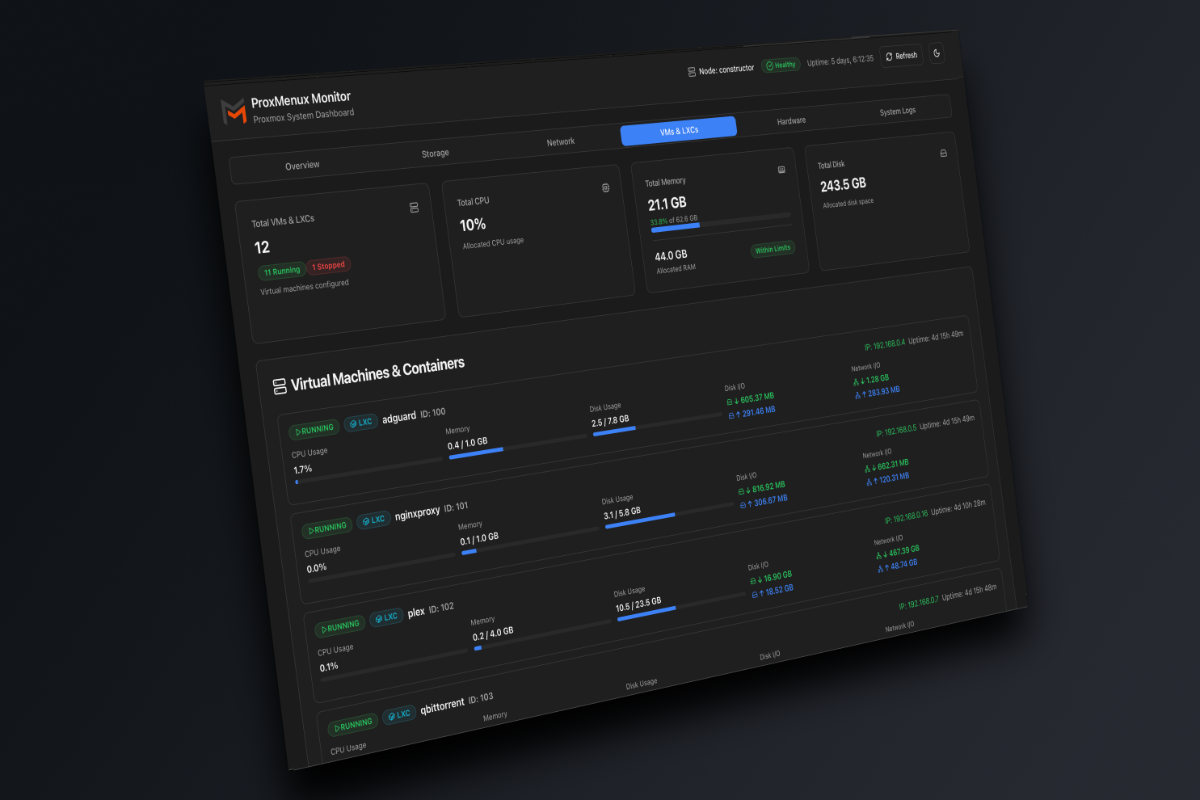 ProxMenux Monitor
Proxmox System Dashboard
Node: constructor
Healthy
Uptime: 5 days, 6:12:35
Refresh
Overview
Storage
Network
VMs & LXCs
Hardware
System Logs
Total VMs & LXCs
12
11 Running
1 Stopped
Virtual machines configured
Total CPU
10%
Allocated CPU usage
Total Memory
21.1 GB
33.8% of 62.6 GB
44.0 GB
Allocated RAM
Within Limits
Total Disk
243.5 GB
Allocated disk space
Virtual Machines & Containers
RUNNING
LXC
adguard ID: 100
IP: 192.168.0.4 Uptime: 4d 15h 49m
CPU Usage
1.7%
Memory
0.4 / 1.0 GB
Disk Usage
2.5 / 7.8 GB
Disk I/O
↓ 605.37 MB
↑ 291.46 MB
Network I/O
↓ 1.28 GB
↑ 283.93 MB
RUNNING
LXC
nginxproxy ID: 101
IP: 192.168.0.5 Uptime: 4d 15h 49m
CPU Usage
0.0%
Memory
0.1 / 1.0 GB
Disk Usage
3.1 / 5.8 GB
Disk I/O
↓ 816.92 MB
↑ 306.67 MB
Network I/O
↓ 662.31 MB
↑ 120.31 MB
RUNNING
LXC
plex ID: 102
IP: 192.168.0.16 Uptime: 4d 10h 28m
CPU Usage
0.1%
Memory
0.2 / 4.0 GB
Disk Usage
10.5 / 23.5 GB
Disk I/O
↓ 16.90 GB
↑ 18.52 GB
Network I/O
↓ 467.39 GB
↑ 48.74 GB
RUNNING
LXC
qbittorrent ID: 103
IP: 192.168.0.7 Uptime: 4d 15h 48m
CPU Usage
Memory
Disk Usage
Disk I/O
Network I/O